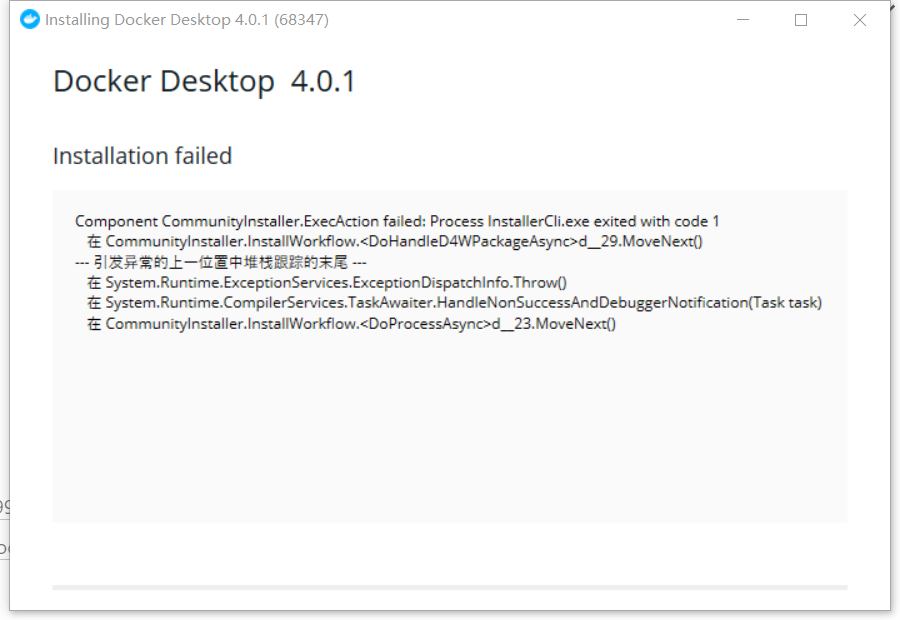 Installing Docker Desktop 4.0.1 (68347)
Docker Desktop 4.0.1
Installation failed
Component CommunityInstaller.ExecAction failed: Process InstallerCli.exe exited with code 1
在 CommunityInstaller.InstallWorkflow.<DoHandleD4WPackageAsync>d__29.MoveNext()
--- 引发异常的上一位置中堆栈跟踪的末尾 ---
在 System.Runtime.ExceptionServices.ExceptionDispatchInfo.Throw()
在 System.Runtime.CompilerServices.TaskAwaiter.HandleNonSuccessAndDebuggerNotification(Task task)
在 CommunityInstaller.InstallWorkflow.<DoProcessAsync>d__23.MoveNext()